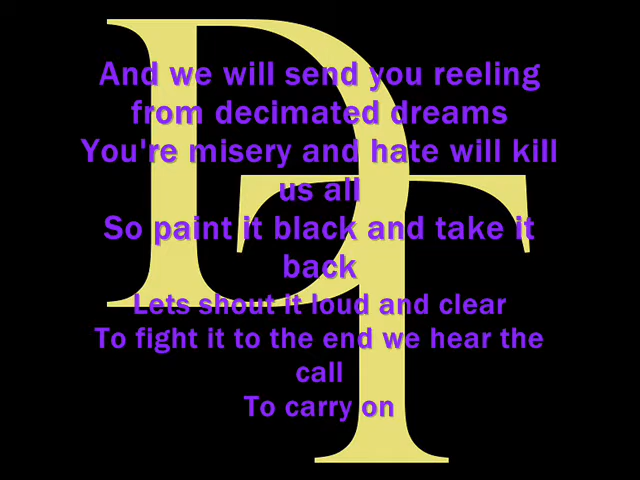 DT
And we will send you reeling
from decimated dreams
You're misery and hate will kill
us all
So paint it black and take it
back
Lets shout it loud and clear
To fight it to the end we hear the
call
To carry on